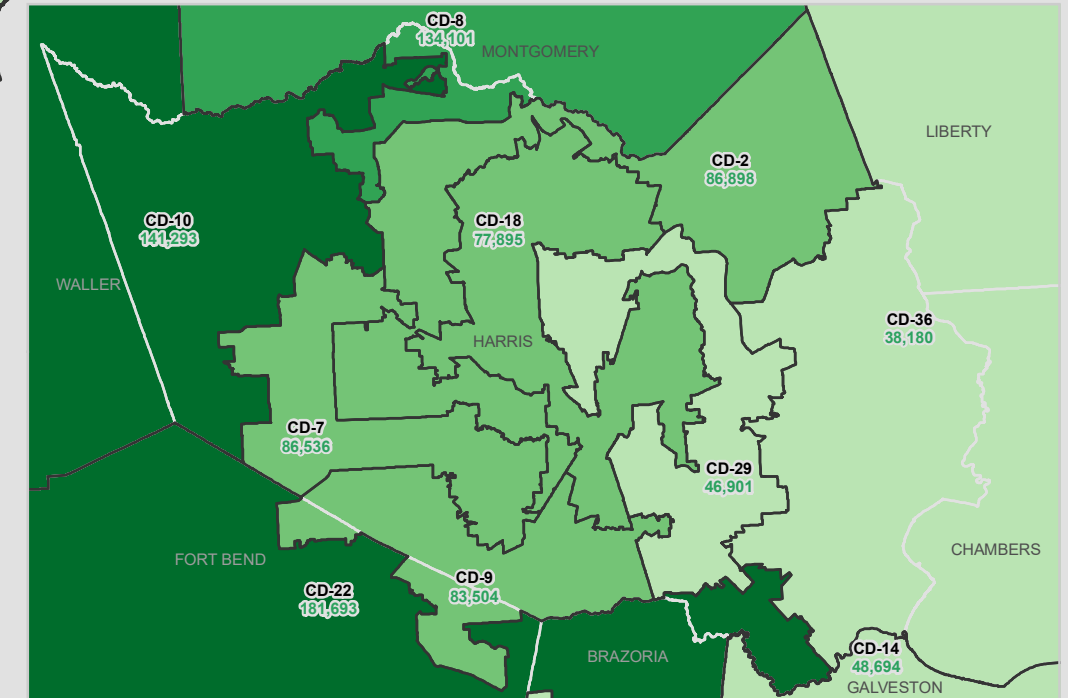 CD-8
134,101
MONTGOMERY
LIBERTY
CD-2
86,898
CD-10
141,293
CD-18
77,895
WALLER
CD-36
38,180
HARRIS
CD-7
86,536
CD-29
46,901
FORT BEND
CHAMBERS
CD-22
181,693
CD-9
83,504
BRAZORIA
CD-14
48,694
GALVESTON